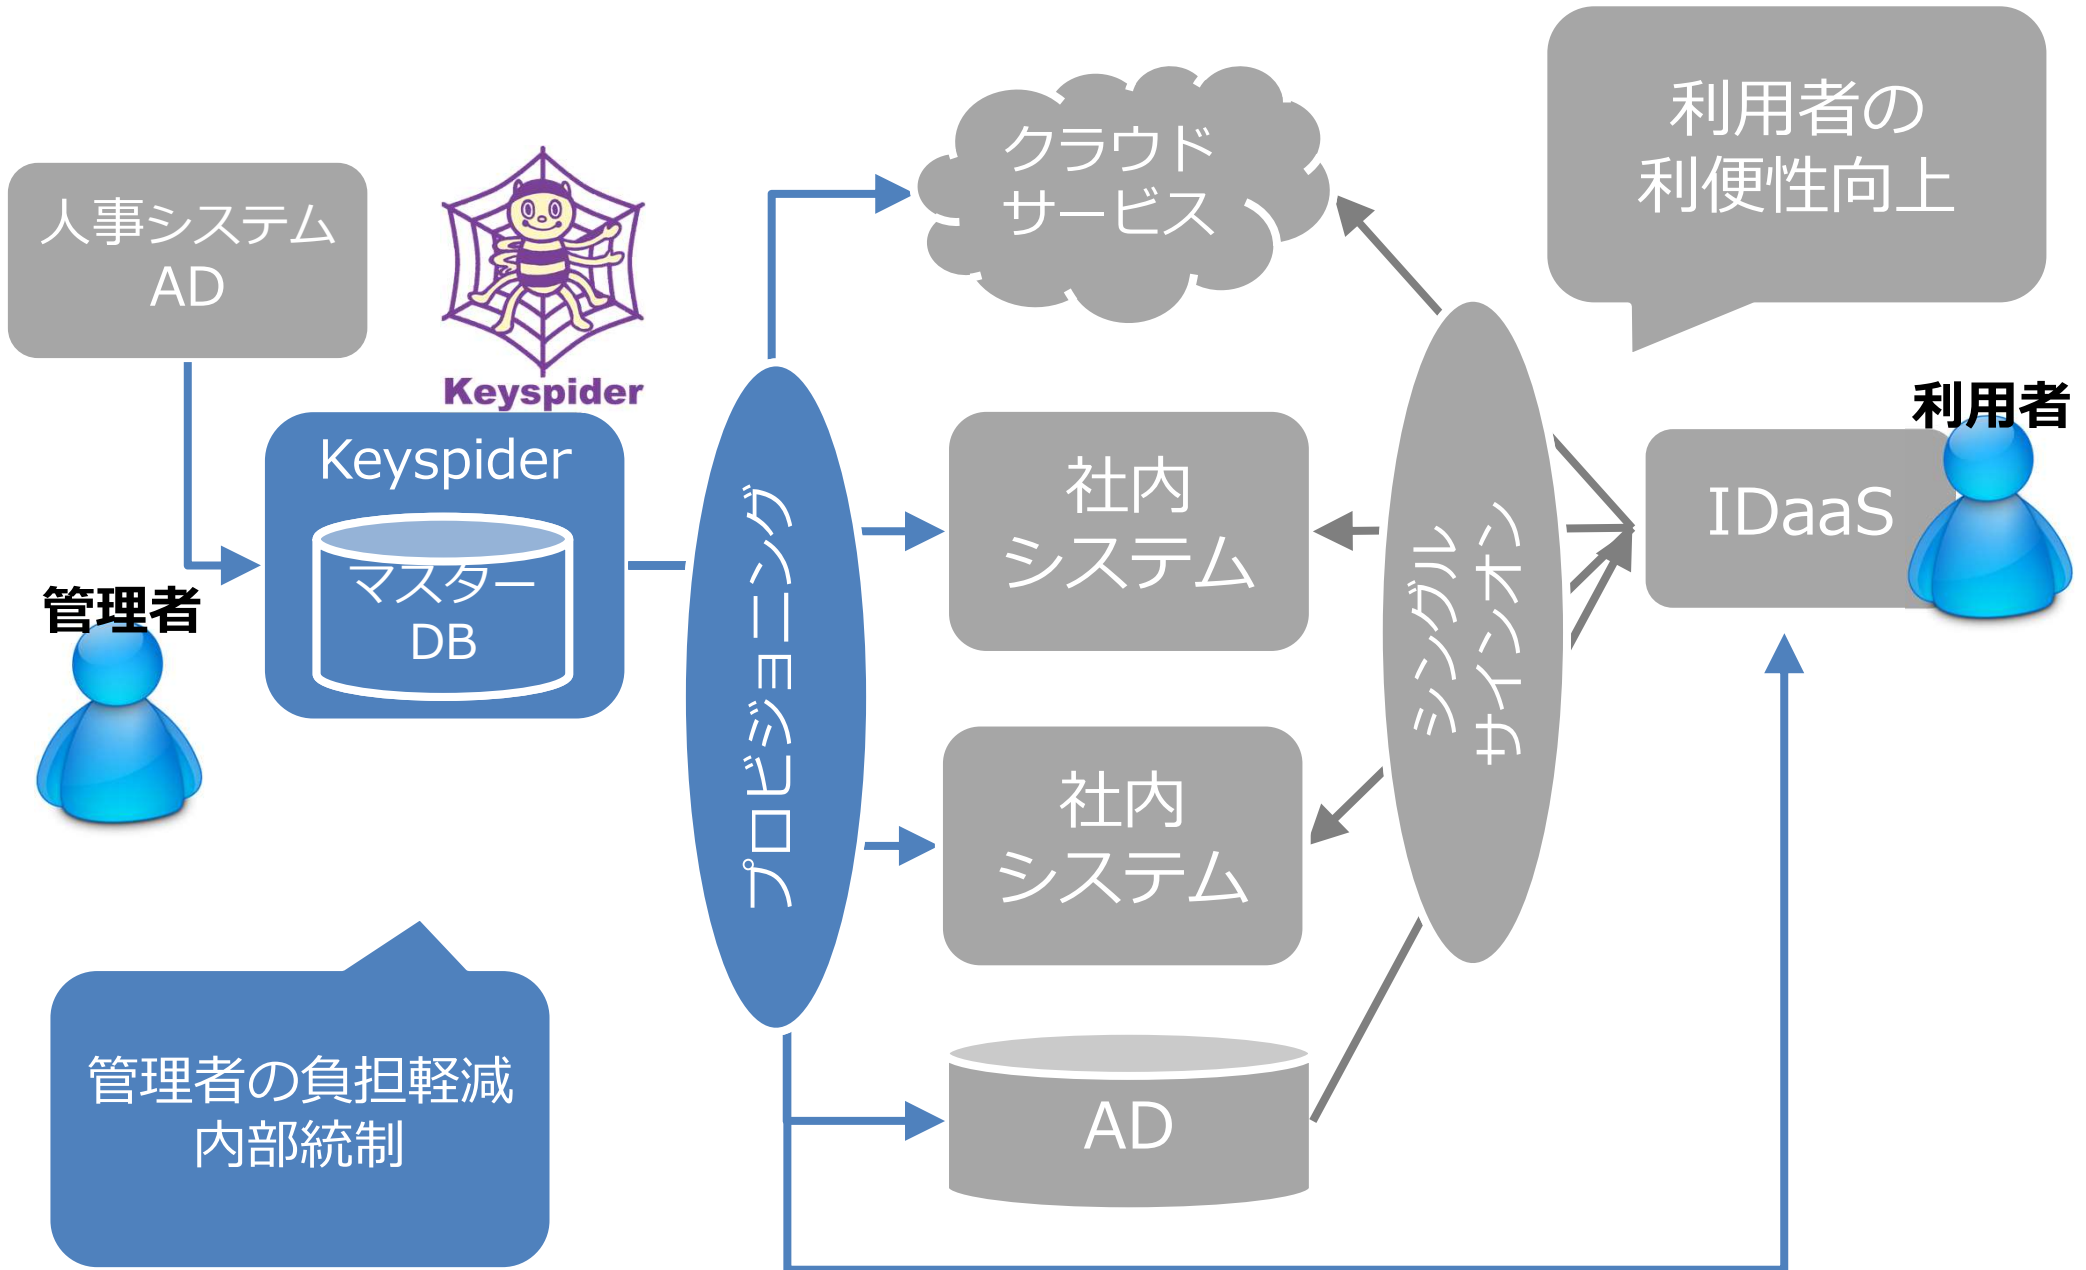 人事システム
AD
Keyspider
Keyspider
マスター
DB
管理者
管理者の負担軽減
内部統制
プロビジョニング
クラウド
サービス
社内
システム
社内
システム
AD
シングル
サインオン
利用者の
利便性向上
利用者
IDaaS